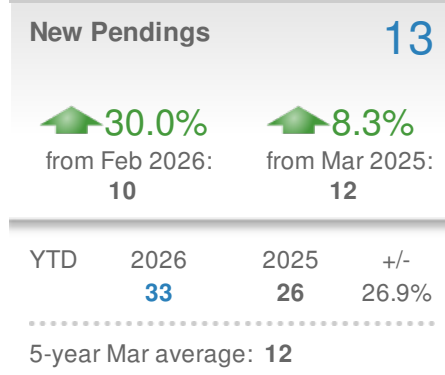 New Pendings 13
30.0% 8.3%
from Feb 2026: from Mar 2025:
10 12
YTD 2026 2025 +/-
33 26 26.9%
5-year Mar average: 12